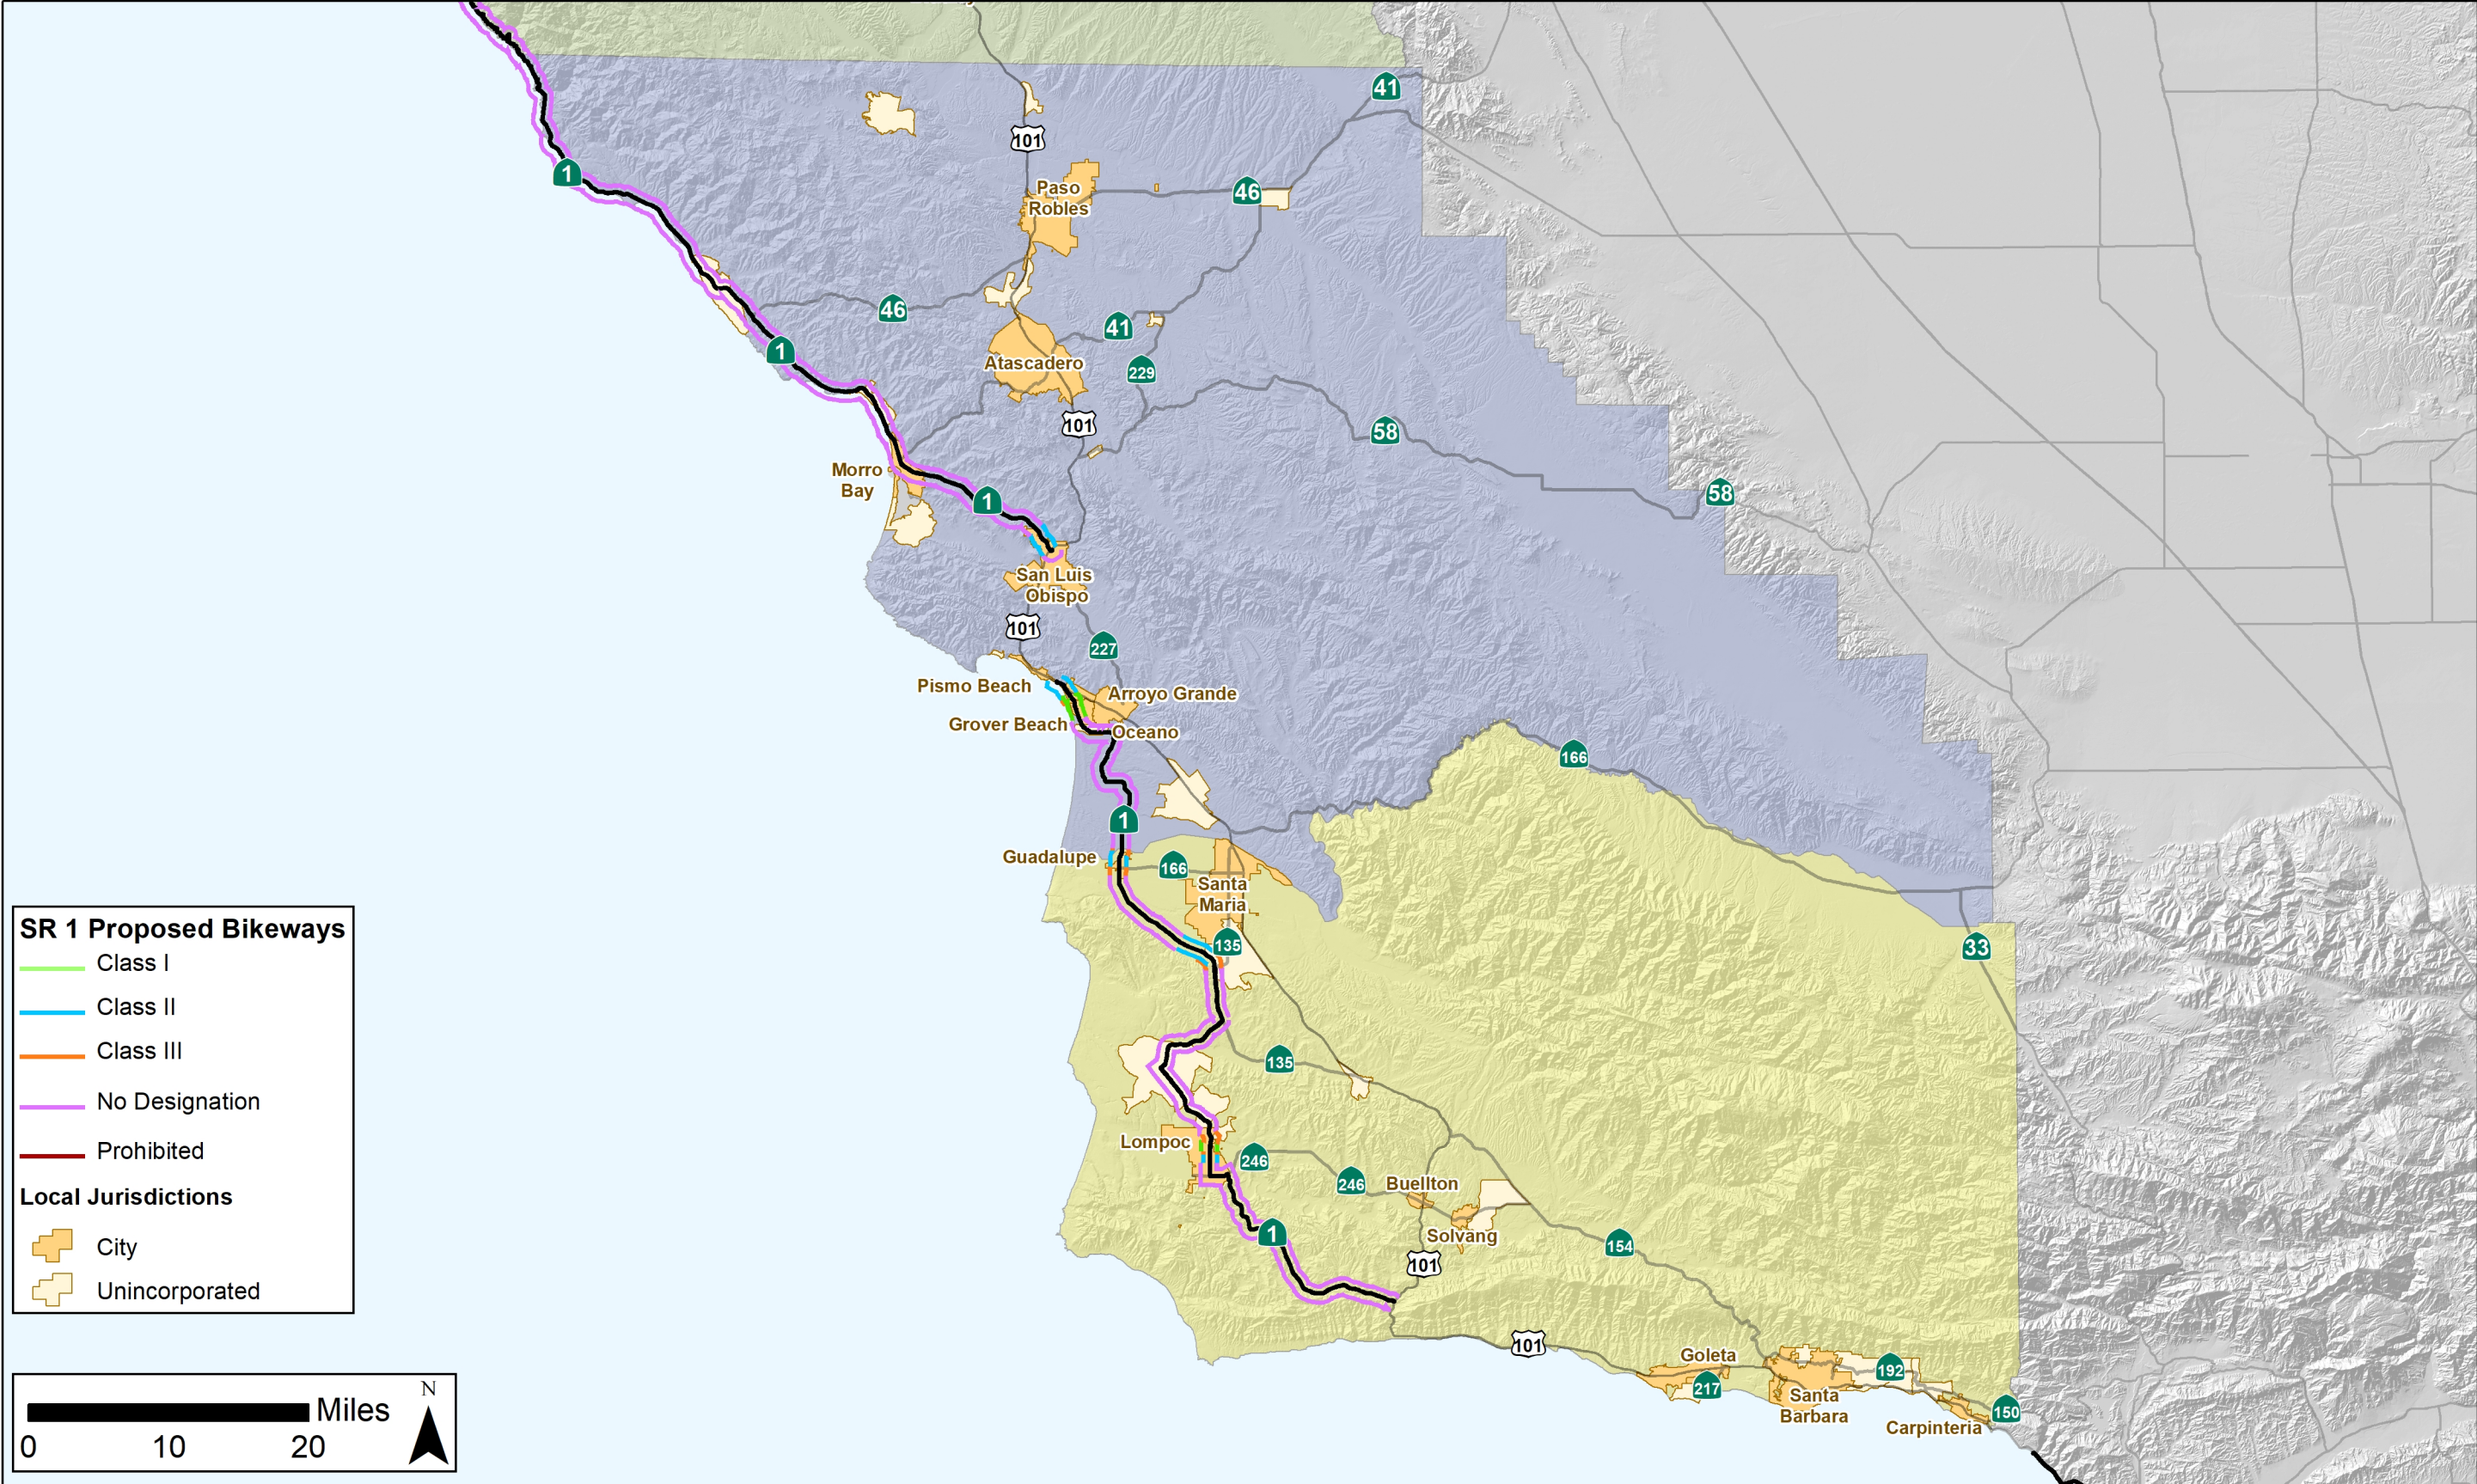 41
101
1
Paso
Robles
46
46
41
1
Atascadero
229
101
58
Morro
Bay
58
1
San Luis
Obispo
101
227
Pismo Beach
Arroyo Grande
Grover Beach
Oceano
166
1
Guadalupe
166
Santa
Maria
135
33
135
Lompoc
246
246
Buellton
1
Solvang
154
101
101
Goleta
217
192
Santa
Barbara
Carpinteria
150
SR 1 Proposed Bikeways
Class I
Class II
Class III
No Designation
Prohibited
Local Jurisdictions
City
Unincorporated
N
Miles
0 10 20